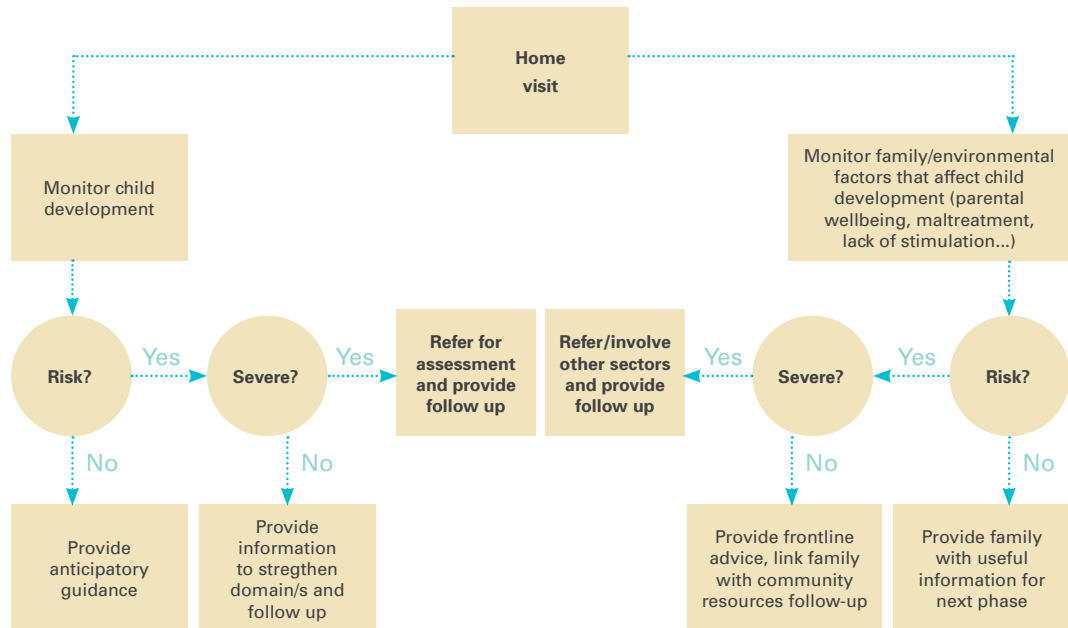 Home
visit
Monitor child
development
Monitor family/environmental
factors that affect child
development (parental
wellbeing, maltreatment,
lack of stimulation...)
Risk?
Yes
Severe?
Yes
Refer for
assessment
and provide
follow up
Refer/involve
other sectors
and provide
follow up
Yes
Severe?
Yes
Risk?
No
No
No
No
Provide
anticipatory
guidance
Provide
information
to stregthen
domain/s and
follow up
Provide frontline
advice, link family
with community
resources follow-up
Provide family
with useful
information for
next phase